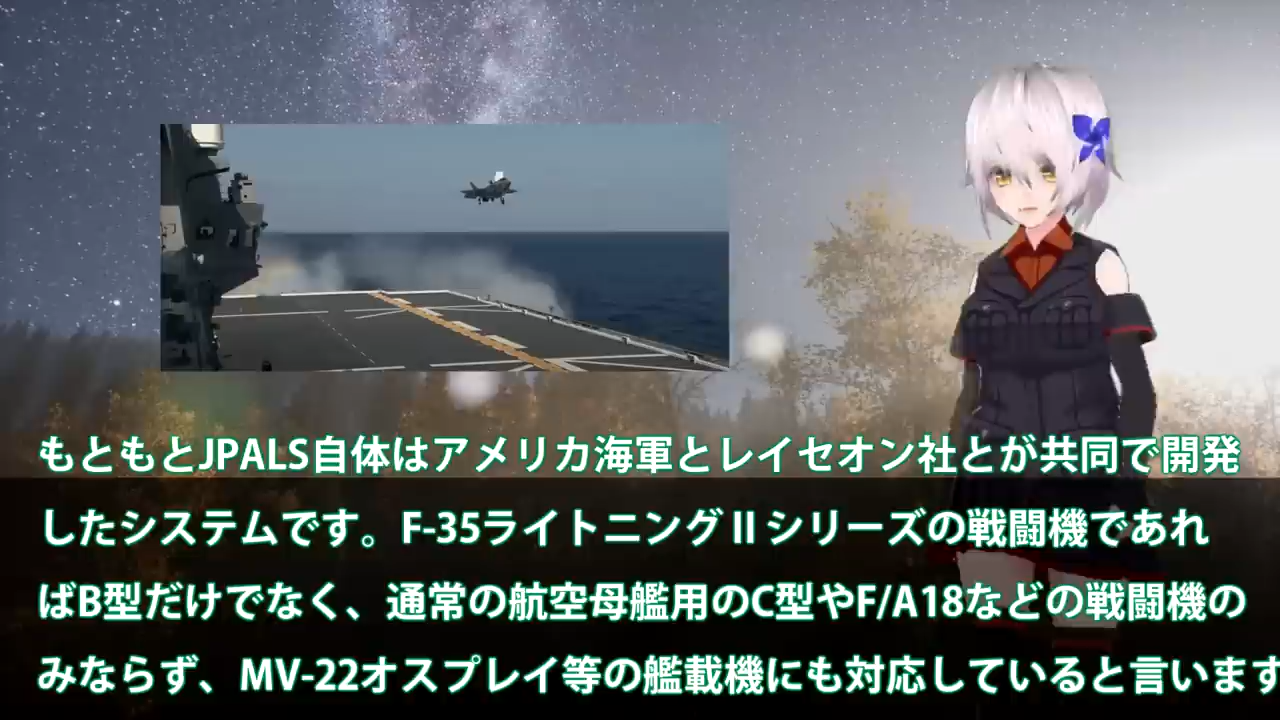 もともとJPALS自体はアメリカ海軍とレイセオン社とが共同で開発
したシステムです。F-35ライトニングⅡシリーズの戦闘機であれ
ばB型だけでなく、通常の航空母艦用のC型やF/A18などの戦闘機の
みならず、MV-22オスプレイ等の艦載機にも対応していると言います